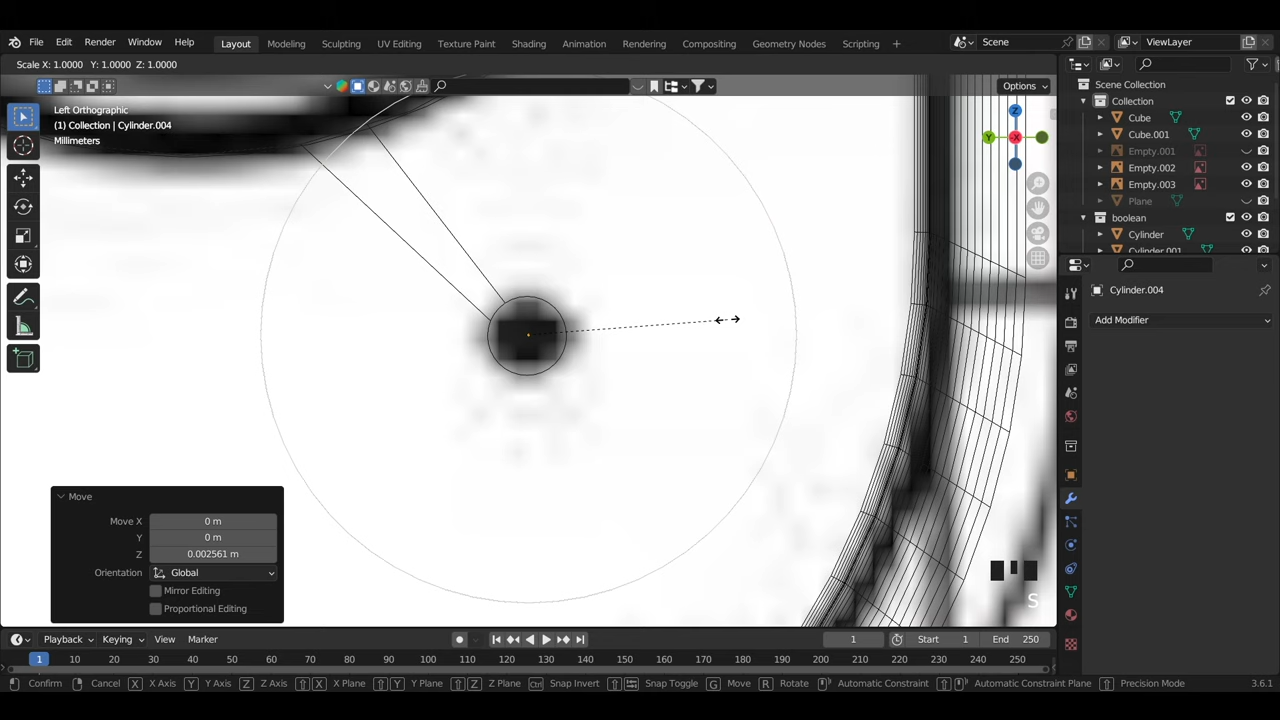 File Edit Render Window Help Layout Modeling Sculpting UV Editing Texture Paint Shading Animation Rendering Compositing Geometry Nodes Scripting + Scene ViewLayer
Scale X: 1.0000 Y: 1.0000 Z: 1.0000
Options
Left Orthographic
(1) Collection | Cylinder.004
Millimeters
Z
Y
-X
Scene Collection
Collection
Cube
Cube.001
Empty.001
Empty.002
Empty.003
Plane
boolean
Cylinder
Cylinder.001
Cylinder.004
Add Modifier
Move
Move X 0 m
Y 0 m
Z 0.002561 m
Orientation Global
Mirror Editing
Proportional Editing
S
Playback Keying View Marker 1 Start 1 End 250
1 10 20 30 40 50 60 70 80 90 100 110 120 130 140 150 160 170 180 190 200 210 220 230 240 250
Confirm Cancel X X Axis Y Y Axis Z Z Axis X X Plane Y Y Plane Z Z Plane Ctrl Snap Invert Snap Toggle G Move R Rotate Automatic Constraint Automatic Constraint Plane Precision Mode 3.6.1